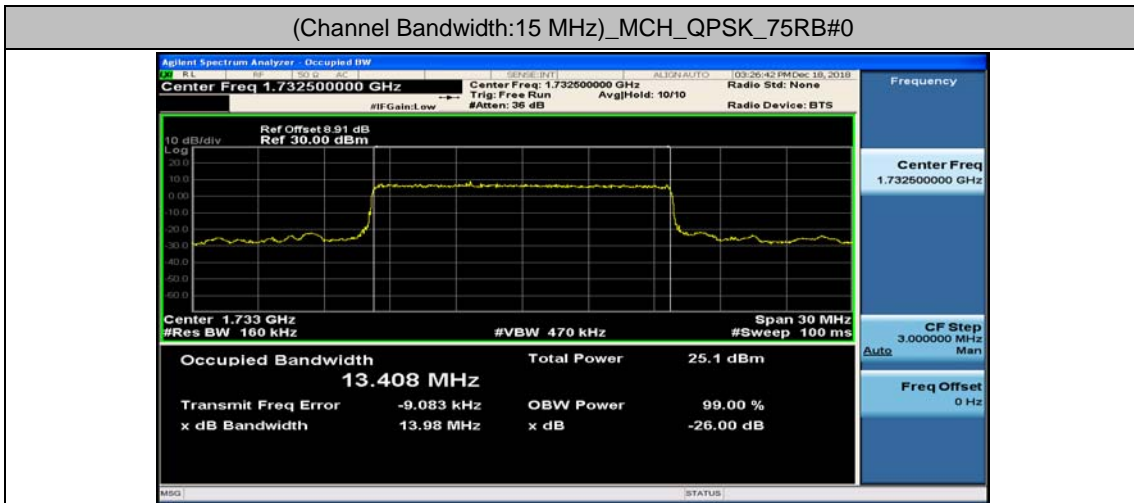 (Channel Bandwidth:15 MHz)_MCH_QPSK_75RB#0
Agilent Spectrum Analyzer - Occupied BW
LXI RL RF 50 Ω AC SENSE:INT ALIGNAUTO 03:26:42 PM Dec 18, 2018
Center Freq 1.732500000 GHz
Center Freq: 1.732500000 GHz
Radio Std: None
Trig: Free Run Avg|Hold: 10/10
#IFGain:Low #Atten: 36 dB Radio Device: BTS
Ref Offset 8.91 dB
10 dB/div Ref 30.00 dBm
Log
20.0
10.0
0.00
-10.0
-20.0
-30.0
-40.0
-50.0
-60.0
Center 1.733 GHz Span 30 MHz
#Res BW 160 kHz #VBW 470 kHz #Sweep 100 ms
Occupied Bandwidth Total Power 25.1 dBm
13.408 MHz
Transmit Freq Error -9.083 kHz OBW Power 99.00 %
x dB Bandwidth 13.98 MHz x dB -26.00 dB
MSG STATUS
Frequency
Center Freq
1.732500000 GHz
CF Step
3.000000 MHz
Auto Man
Freq Offset
0 Hz